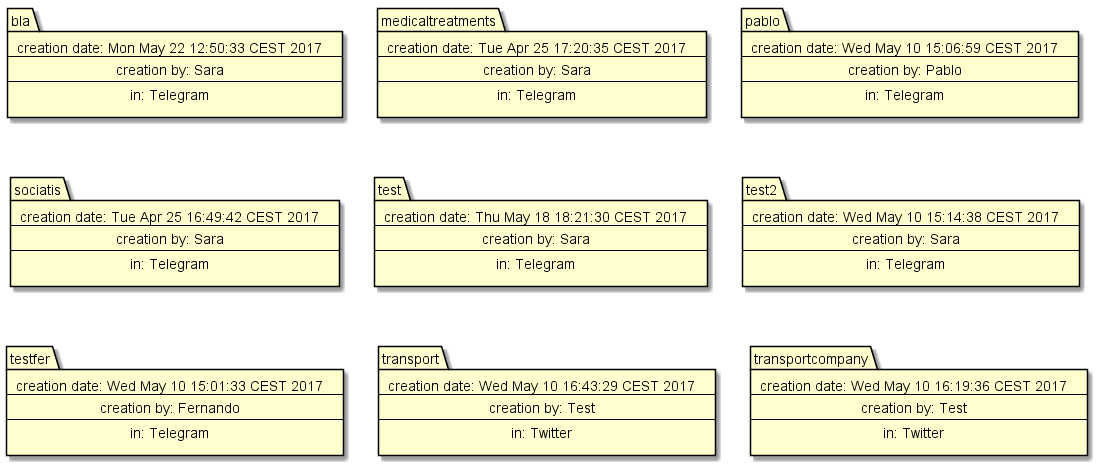 bla
creation date: Mon May 22 12:50:33 CEST 2017
creation by: Sara
in: Telegram
medicaltreatments
creation date: Tue Apr 25 17:20:35 CEST 2017
creation by: Sara
in: Telegram
pablo
creation date: Wed May 10 15:06:59 CEST 2017
creation by: Pablo
in: Telegram
sociatis
creation date: Tue Apr 25 16:49:42 CEST 2017
creation by: Sara
in: Telegram
test
creation date: Thu May 18 18:21:30 CEST 2017
creation by: Sara
in: Telegram
test2
creation date: Wed May 10 15:14:38 CEST 2017
creation by: Sara
in: Telegram
testfer
creation date: Wed May 10 15:01:33 CEST 2017
creation by: Fernando
in: Telegram
transport
creation date: Wed May 10 16:43:29 CEST 2017
creation by: Test
in: Twitter
transportcompany
creation date: Wed May 10 16:19:36 CEST 2017
creation by: Test
in: Twitter